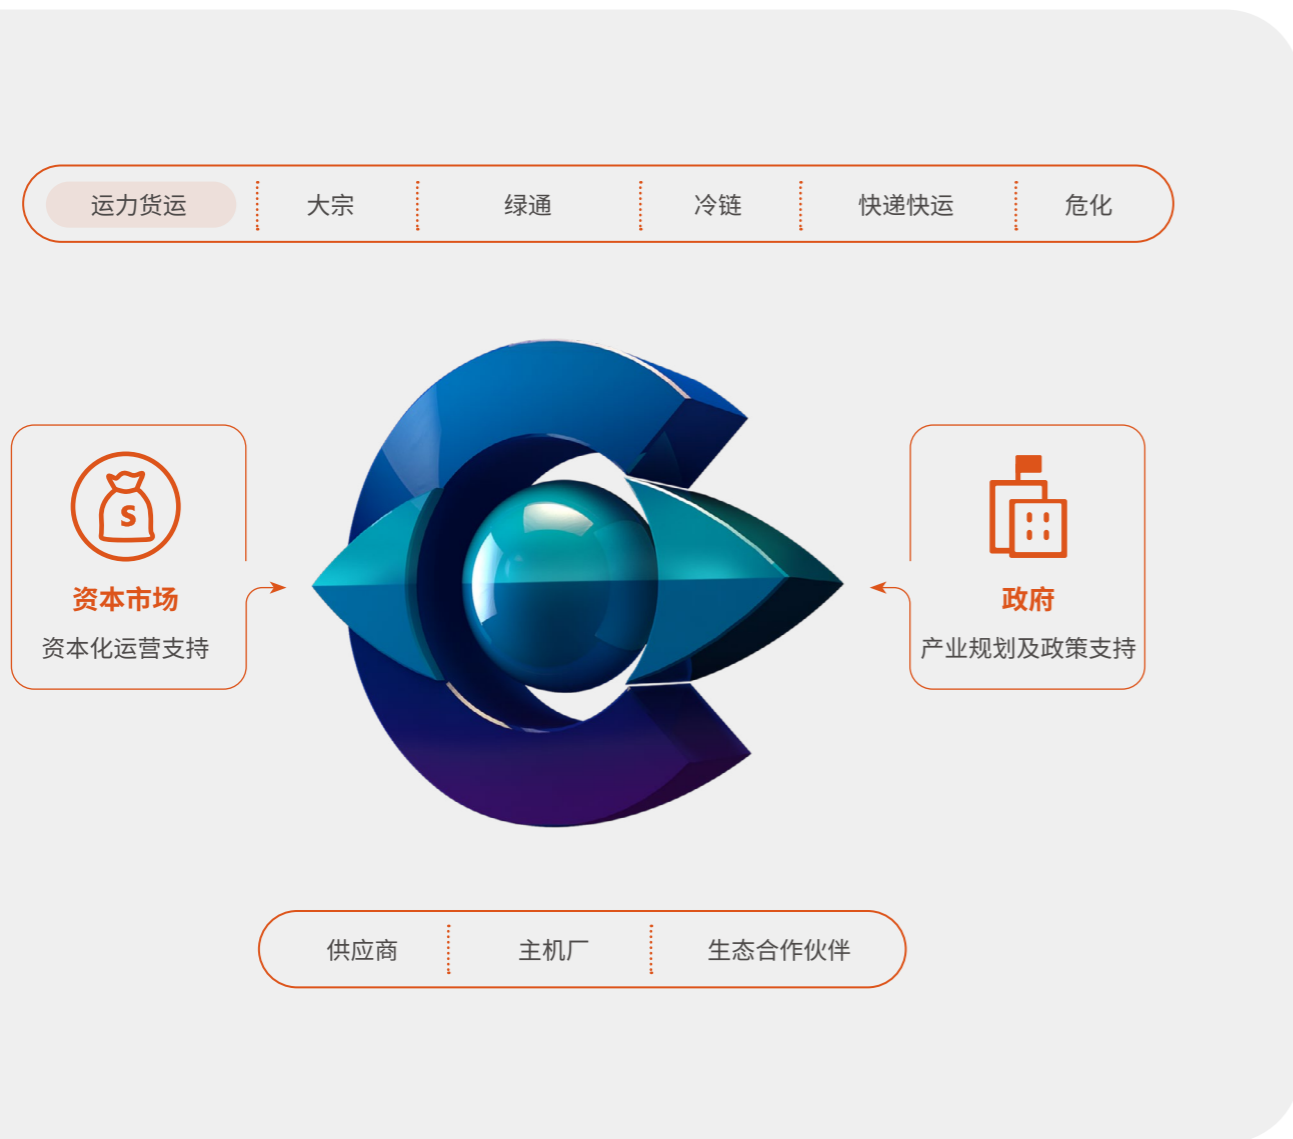 运力货运 大宗 绿通 冷链 快递快运 危化
S
资本市场
资本化运营支持
政府
产业规划及政策支持
供应商 主机厂 生态合作伙伴